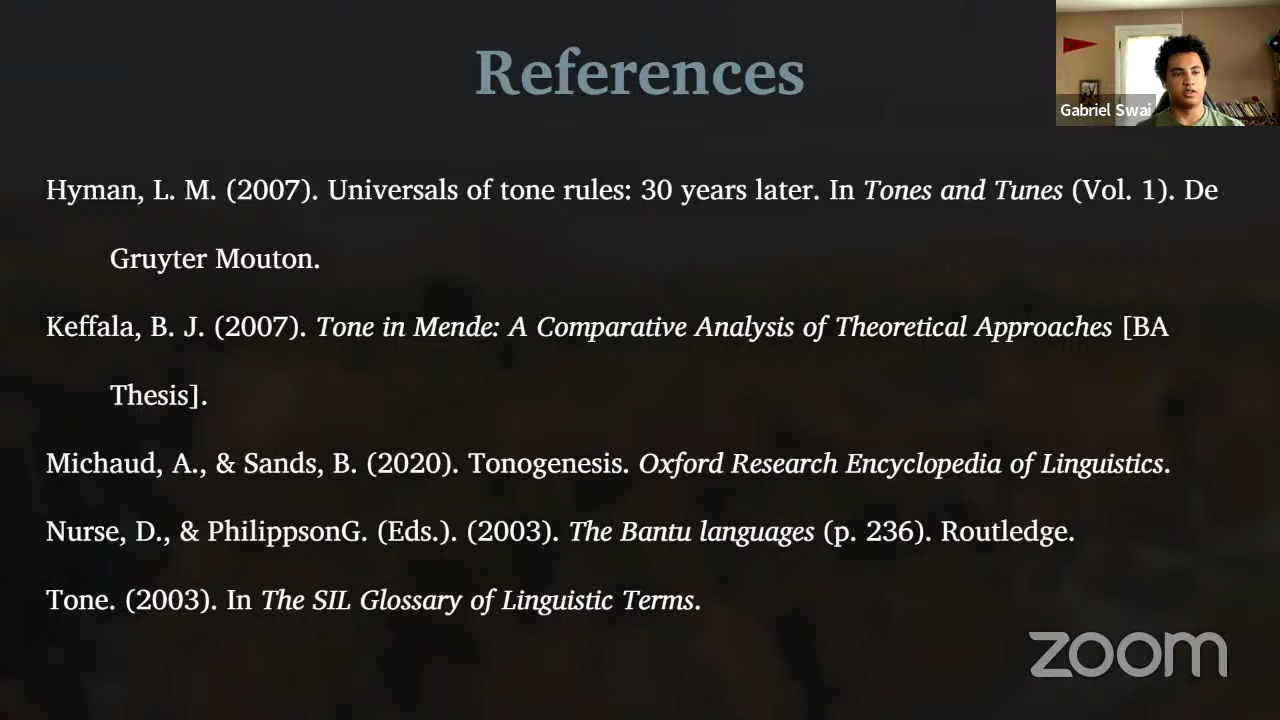 References
Gabriel Swai
Hyman, L. M. (2007). Universals of tone rules: 30 years later. In Tones and Tunes (Vol. 1). De
Gruyter Mouton.
Keffala, B. J. (2007). Tone in Mende: A Comparative Analysis of Theoretical Approaches [BA
Thesis].
Michaud, A., & Sands, B. (2020). Tonogenesis. Oxford Research Encyclopedia of Linguistics.
Nurse, D., & PhilippsonG. (Eds.). (2003). The Bantu languages (p. 236). Routledge.
Tone. (2003). In The SIL Glossary of Linguistic Terms.
zoom